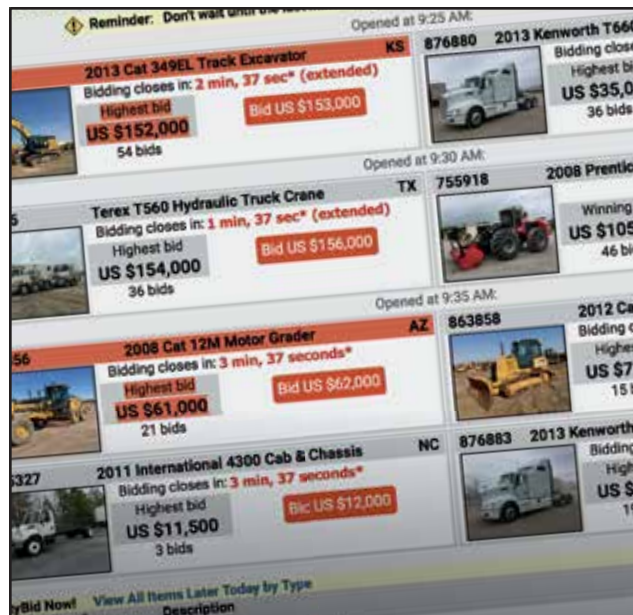 Reminder: Don't wait until the
Opened at 9:25 AM:
2013 Cat 349EL Track Excavator KS
Bidding closes in: 2 min, 37 sec* (extended)
Highest bid
US $152,000
Bid US $153,000
54 bids
876880 2013 Kenworth T66
Bidding close
Highest bi
US $35,0
36 bids
Opened at 9:30 AM:
Terex T560 Hydraulic Truck Crane TX
Bidding closes in: 1 min, 37 sec* (extended)
Highest bid
US $154,000
Bid US $156,000
36 bids
755918 2008 Prentic
Winning
US $105
46 bi
Opened at 9:35 AM:
56 2008 Cat 12M Motor Grader AZ
Bidding closes in: 3 min, 37 seconds*
Highest bid
US $61,000
Bid US $62,000
21 bids
863858 2012 Ca
Bidding c
Highes
US $7
15 b
5327 2011 International 4300 Cab & Chassis NC
Bidding closes in: 3 min, 37 seconds*
Highest bid
US $11,500
Bid US $12,000
3 bids
876883 2013 Kenworth
Bidding
High
US $
yBid Now! View All Items Later Today by Type
Description